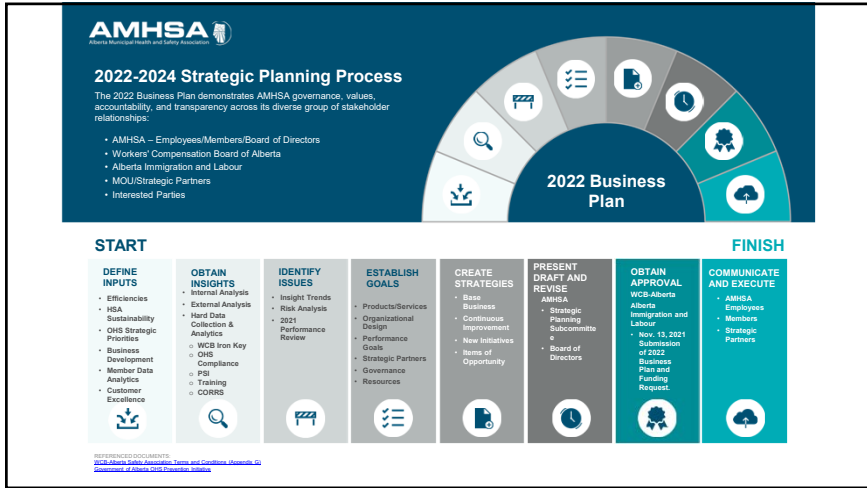 AMHSA
Alberta Municipal Health and Safety Association
2022-2024 Strategic Planning Process
The 2022 Business Plan demonstrates AMHSA governance, values,
accountability, and transparency across its diverse group of stakeholder
relationships:
• AMHSA – Employees/Members/Board of Directors
• Workers' Compensation Board of Alberta
• Alberta Immigration and Labour
• MOU/Strategic Partners
• Interested Parties
2022 Business
Plan
START
FINISH
DEFINE
INPUTS
• Efficiencies
• HSA
Sustainability
• OHS Strategic
Priorities
• Business
Development
• Member Data
Analytics
• Customer
Excellence
OBTAIN
INSIGHTS
• Internal Analysis
• External Analysis
• Hard Data
Collection &
Analytics
o WCB Iron Key
o OHS
Compliance
o PSI
o Training
o CORRS
IDENTIFY
ISSUES
• Insight Trends
• Risk Analysis
• 2021
Performance
Review
ESTABLISH
GOALS
• Products/Services
• Organizational
Design
• Performance
Goals
• Strategic Partners
• Governance
• Resources
CREATE
STRATEGIES
• Base
Business
• Continuous
Improvement
• New Initiatives
• Items of
Opportunity
PRESENT
DRAFT AND
REVISE
AMHSA
• Strategic
Planning
Subcommitte
e
• Board of
Directors
OBTAIN
APPROVAL
WCB-Alberta
Alberta
Immigration and
Labour
• Nov. 13, 2021
Submission
of 2022
Business
Plan and
Funding
Request.
COMMUNICATE
AND EXECUTE
• AMHSA
Employees
• Members
• Strategic
Partners
REFERENCED DOCUMENTS:
WCB-Alberta Safety Association Terms and Conditions (Appendix G)
Government of Alberta OHS Prevention Initiative